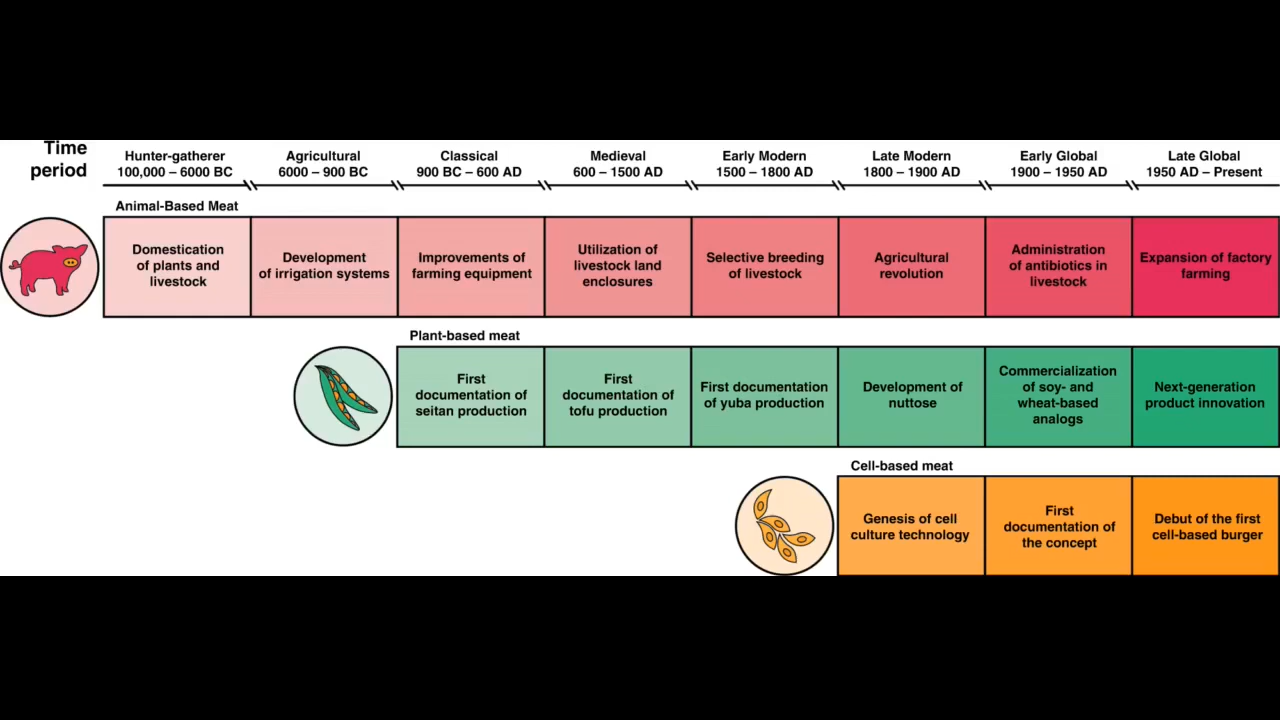 Time
period
Hunter-gatherer
100,000 – 6000 BC
Agricultural
6000 – 900 BC
Classical
900 BC – 600 AD
Medieval
600 – 1500 AD
Early Modern
1500 – 1800 AD
Late Modern
1800 – 1900 AD
Early Global
1900 – 1950 AD
Late Global
1950 AD – Present
Animal-Based Meat
Domestication
of plants and
livestock
Development
of irrigation systems
Improvements of
farming equipment
Utilization of
livestock land
enclosures
Selective breeding
of livestock
Agricultural
revolution
Administration
of antibiotics in
livestock
Expansion of factory
farming
Plant-based meat
First
documentation of
seitan production
First
documentation of
tofu production
First documentation
of yuba production
Development of
nuttose
Commercialization
of soy- and
wheat-based
analogs
Next-generation
product innovation
Cell-based meat
Genesis of cell
culture technology
First
documentation of
the concept
Debut of the first
cell-based burger